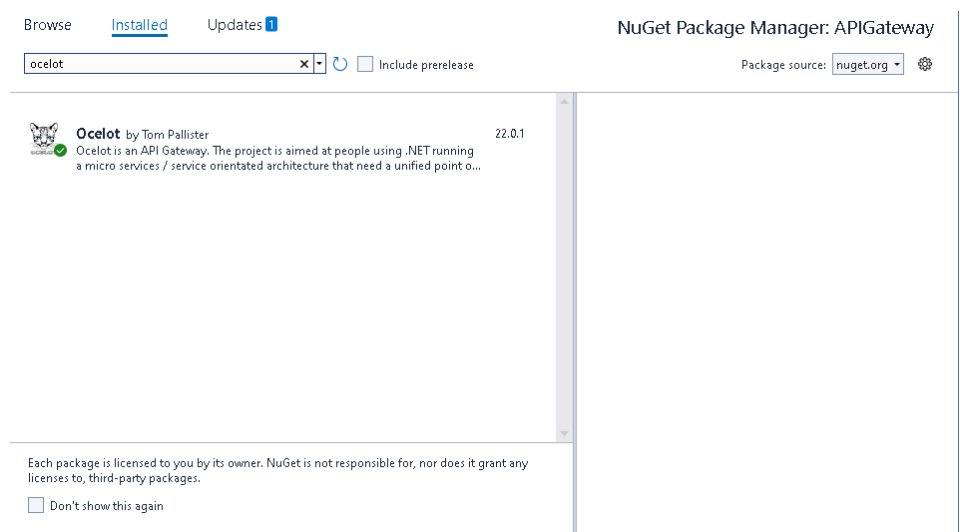 Browse Installed Updates 1
NuGet Package Manager: APIGateway
ocelot
Include prerelease
Package source: nuget.org
Ocelot by Tom Pallister 22.0.1
Ocelot is an API Gateway. The project is aimed at people using .NET running
a micro services / service orientated architecture that need a unified point o...
Each package is licensed to you by its owner. NuGet is not responsible for, nor does it grant any
licenses to, third-party packages.
Don't show this again